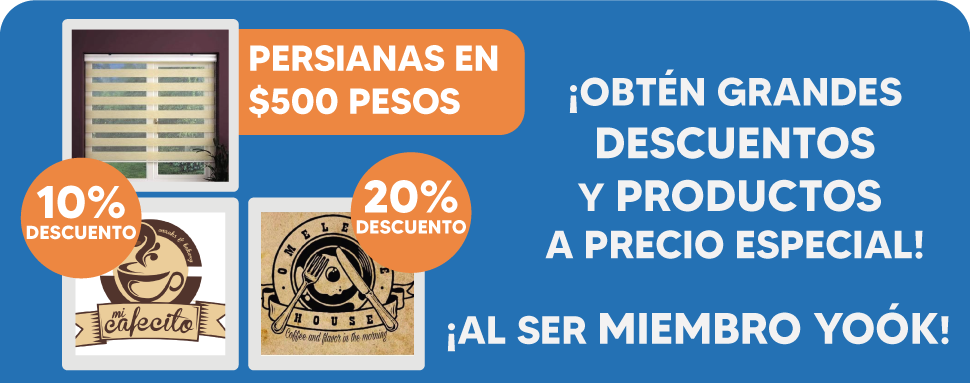 PERSIANAS EN
$500 PESOS
10%
DESCUENTO
20%
DESCUENTO
mi
cafecito
HOUSE
Coffee and flavor in the morning
¡OBTÉN GRANDES
DESCUENTOS
Y PRODUCTOS
A PRECIO ESPECIAL!
¡AL SER MIEMBRO YOÓK!